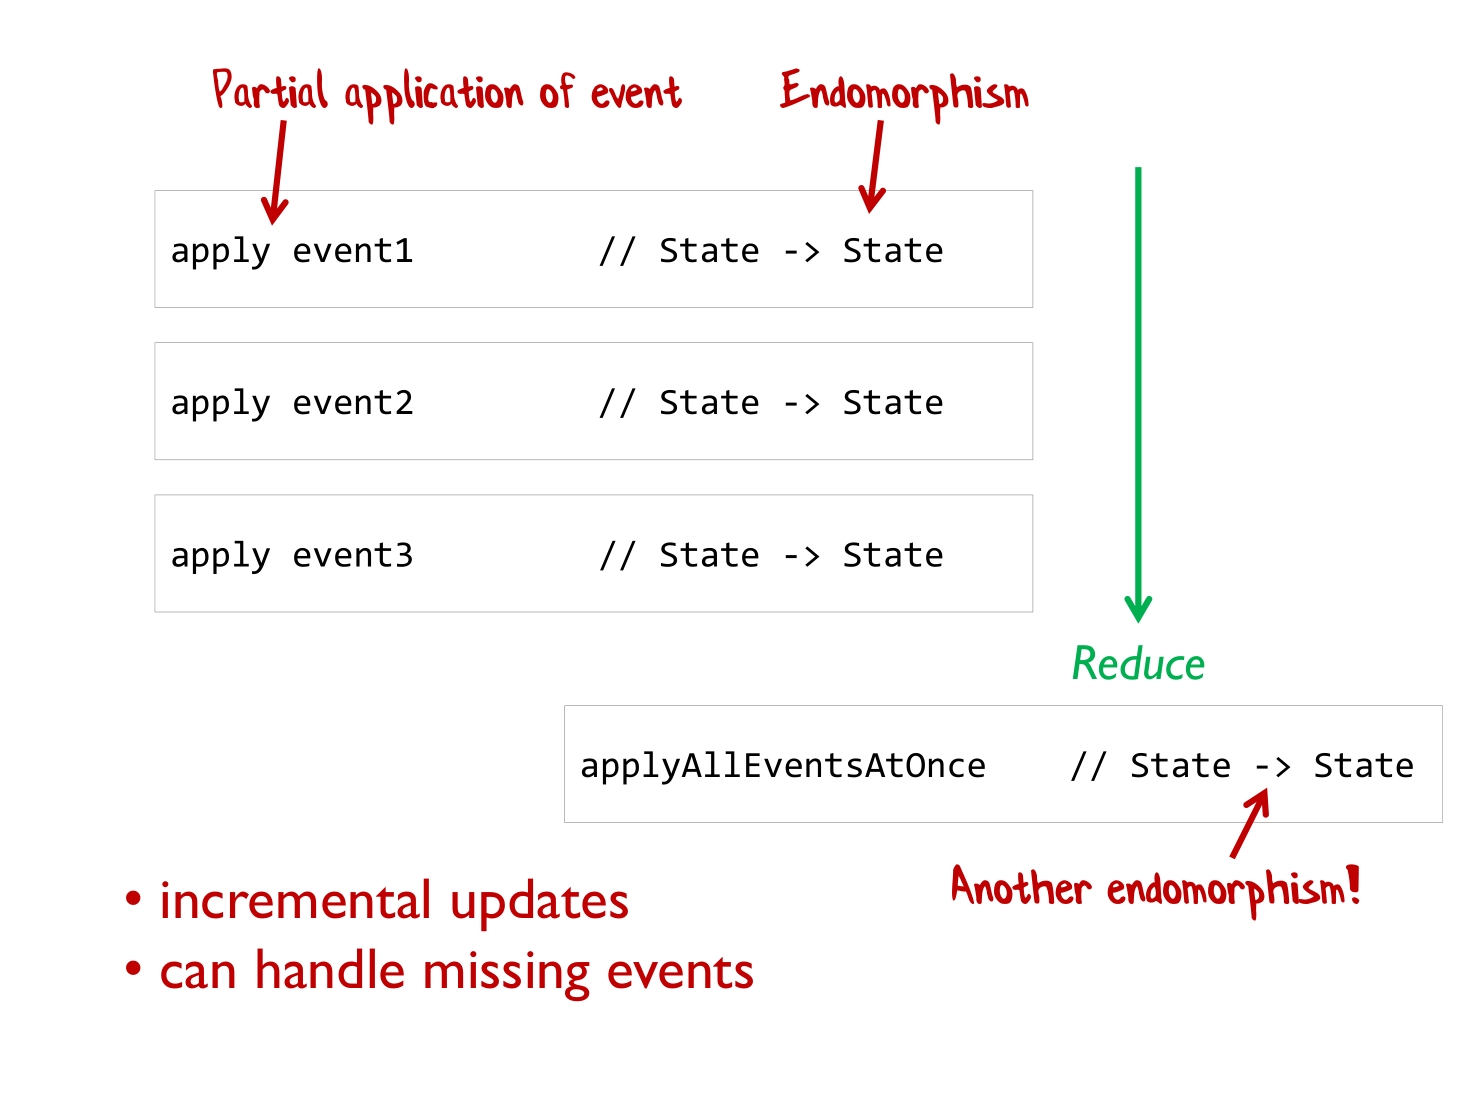 Partial application of event Endomorphism
apply event1 // State -> State
apply event2 // State -> State
apply event3 // State -> State
Reduce
applyAllEventsAtOnce // State -> State
Another endomorphism!
• incremental updates
• can handle missing events